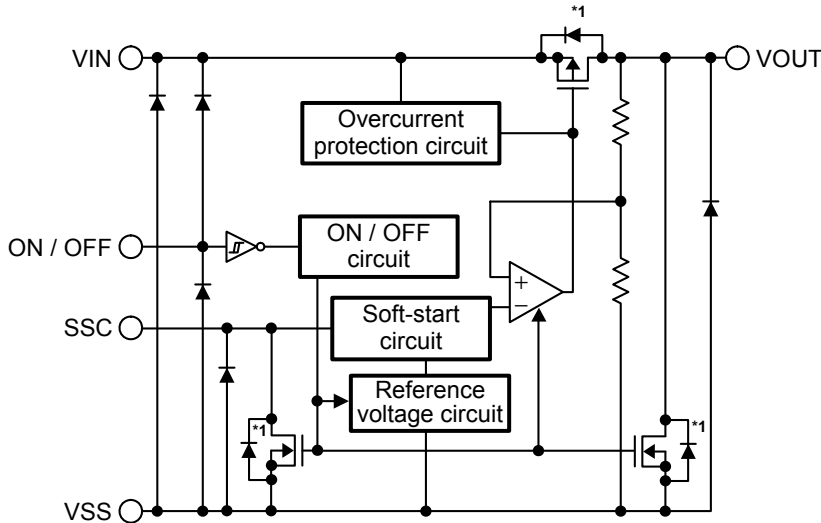 *1
VIN
VOUT
Overcurrent
protection circuit
ON / OFF
ON / OFF
circuit
+
−
SSC
Soft-start
circuit
Reference
voltage circuit
*1
*1
VSS